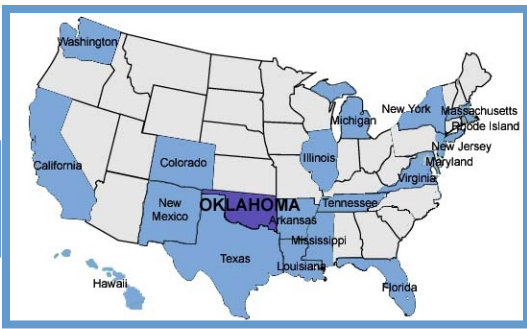 Washington
New York
Massachusetts
Michigan
Rhode Island
New Jersey
Illinois
Maryland
California
Colorado
Virginia
New
Mexico
OKLAHOMA
Tennessee
Arkansas
Mississippi
Texas
Louisiana
Hawaii
Florida